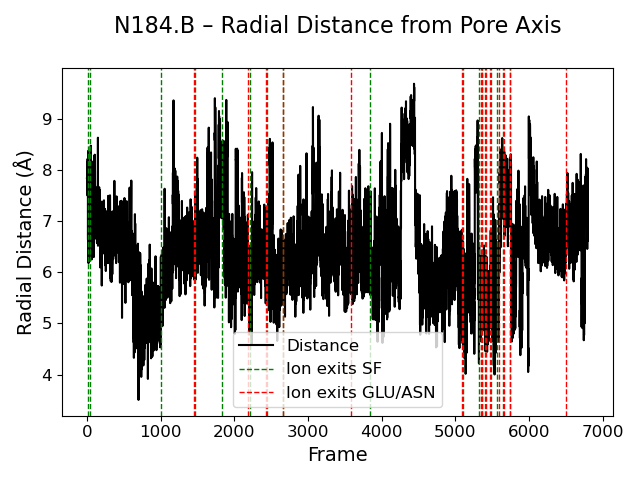 N184.B – Radial Distance from Pore Axis
Radial Distance (Å)
9
8
7
6
5
4
Distance
Ion exits SF
Ion exits GLU/ASN
0 1000 2000 3000 4000 5000 6000 7000
Frame